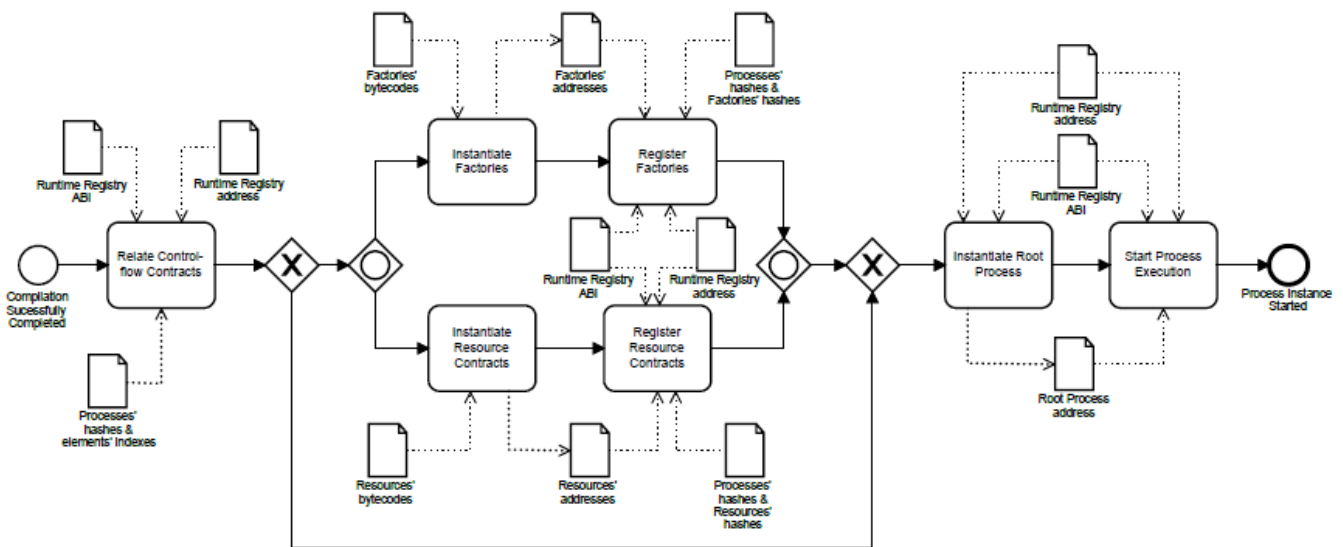 Factories'
bytecodes
Factories'
addresses
Processes'
hashes &
Factories' hashes
Runtime Registry
address
Runtime Registry
ABI
Runtime Registry
address
Instantiate
Factories
Register
Factories
Runtime Registry
ABI
Relate Control-
flow Contracts
X
X
Instantiate Root
Process
Start Process
Execution
Compilation
Sucessfully
Completed
Runtime Registry
ABI
Runtime Registry
address
Process Instance
Started
Instantiate
Resource
Contracts
Register
Resource
Contracts
Processes'
hashes &
elements' indexes
Root Process
address
Resources'
bytecodes
Resources'
addresses
Processes'
hashes &
Resources'
hashes